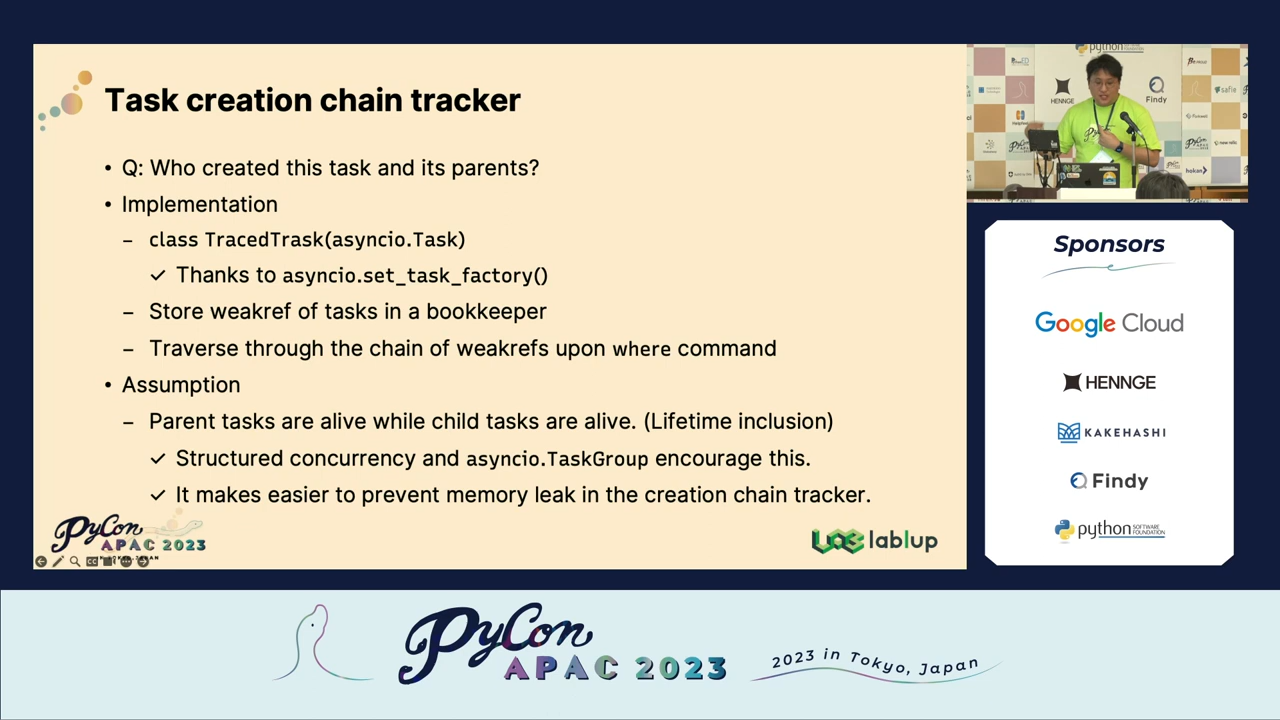 Task creation chain tracker
• Q: Who created this task and its parents?
• Implementation
– class TracedTrask(asyncio.Task)
✓ Thanks to asyncio.set_task_factory()
– Store weakref of tasks in a bookkeeper
– Traverse through the chain of weakrefs upon where command
• Assumption
– Parent tasks are alive while child tasks are alive. (Lifetime inclusion)
✓ Structured concurrency and asyncio.TaskGroup encourage this.
✓ It makes easier to prevent memory leak in the creation chain tracker.
PyCon
APAC 2023
lablup
python
HENNGE
Findy
Sponsors
Google Cloud
HENNGE
KAKEHASHI
Findy
python SOFTWARE FOUNDATION
PyCon
APAC 2023
2023 in Tokyo, Japan